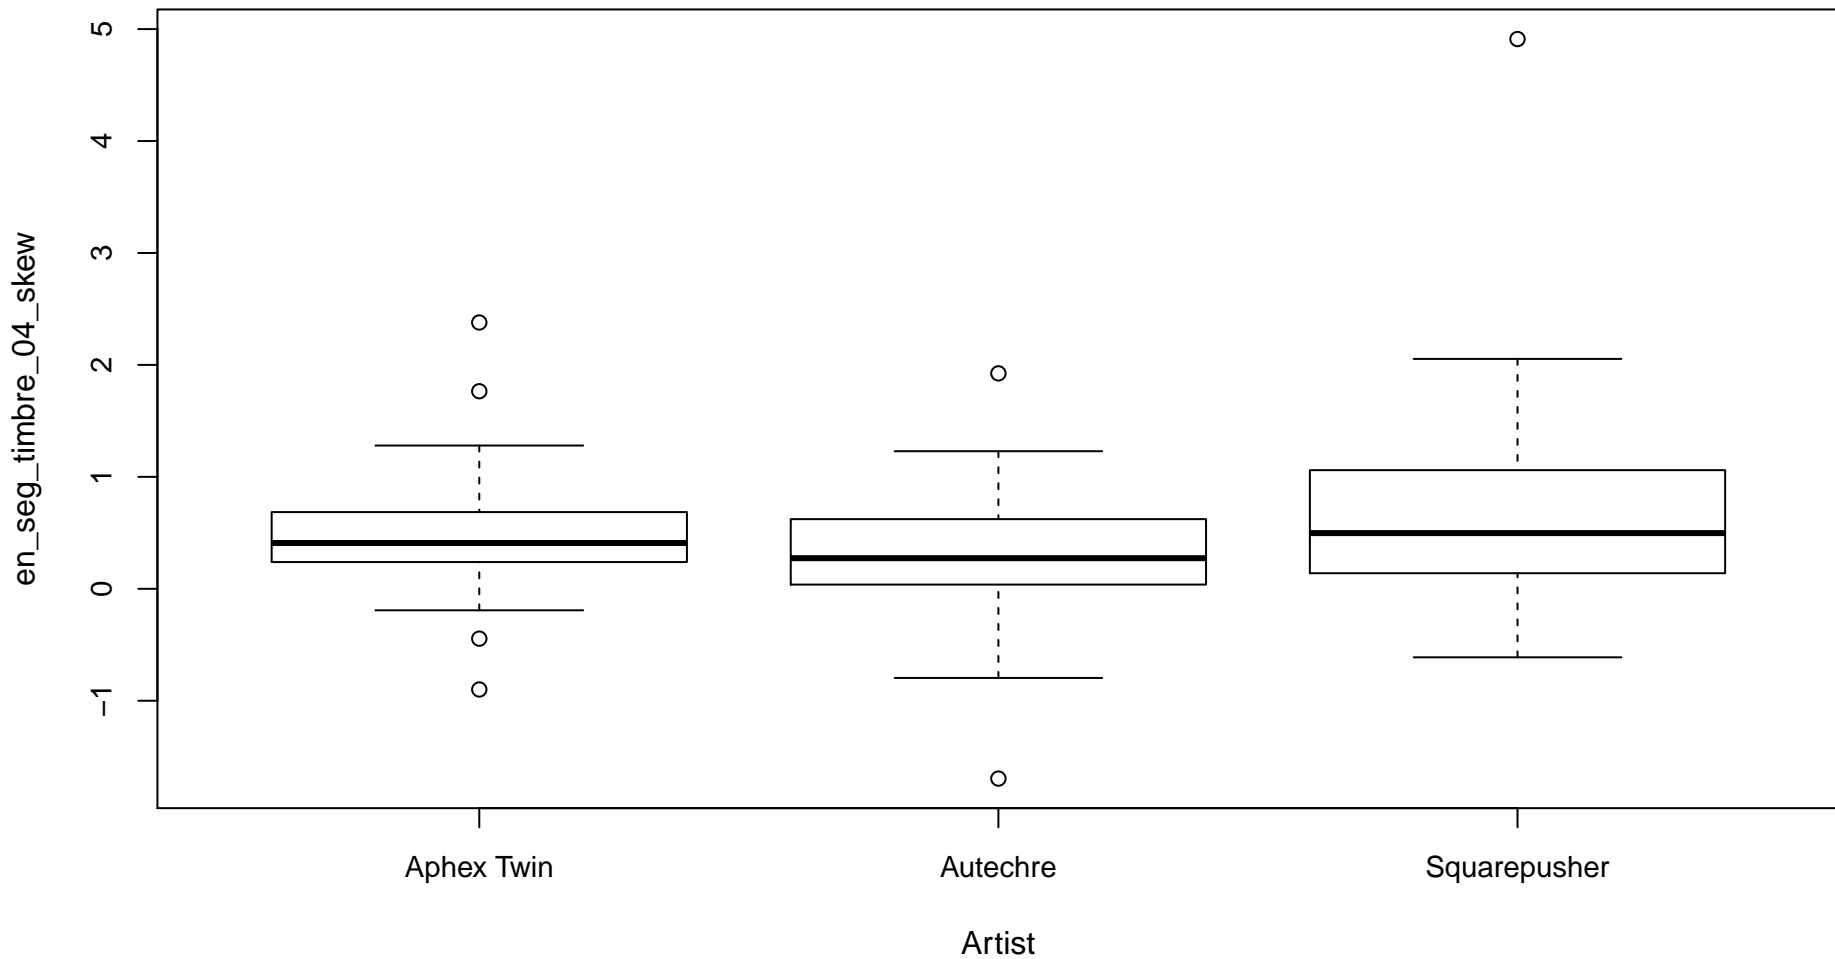 en_seg_timbre_04_skew
5
4
3
2
1
0
−1
Aphex Twin Autechre Squarepusher
Artist